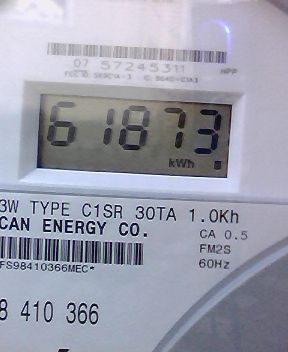 07 57245311
HPP
61873
kWh
3W TYPE C1SR 30TA 1.0Kh
CAN ENERGY CO.
CA 0.5
FM2S
60Hz
FS98410366MEC*
8 410 366